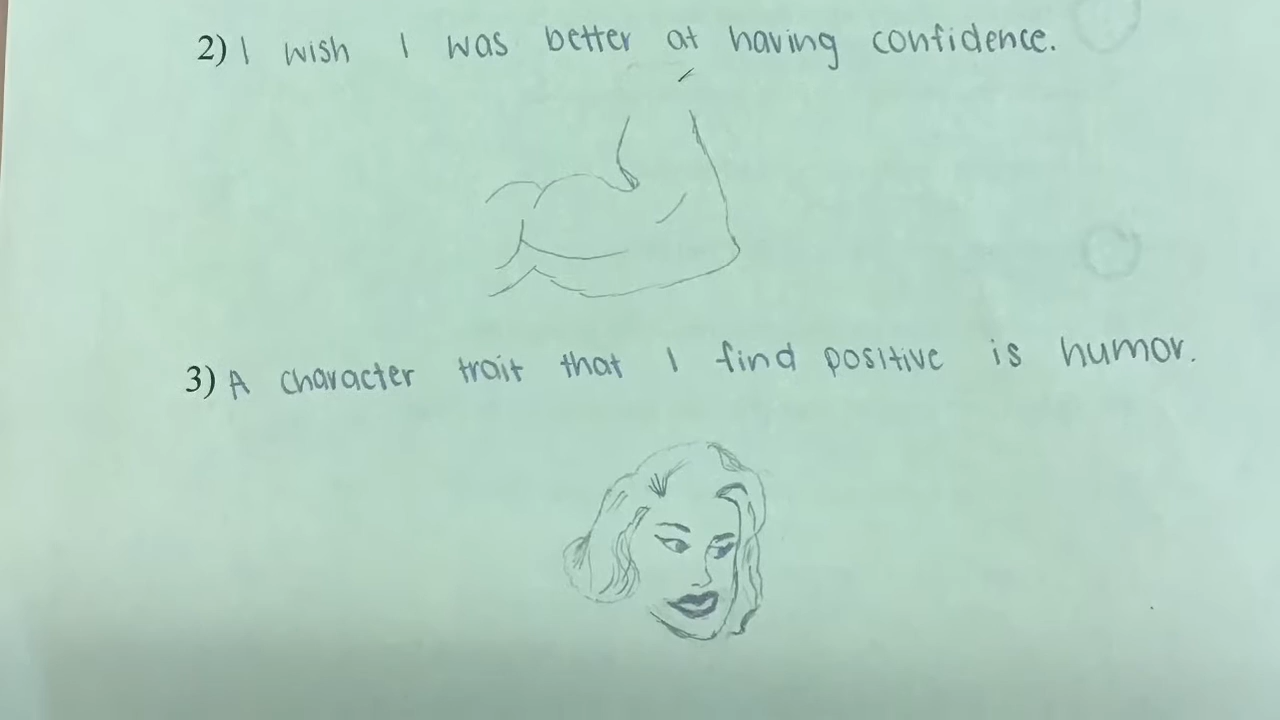 2) I wish I was better at having confidence.
3) A character trait that I find positive is humor.